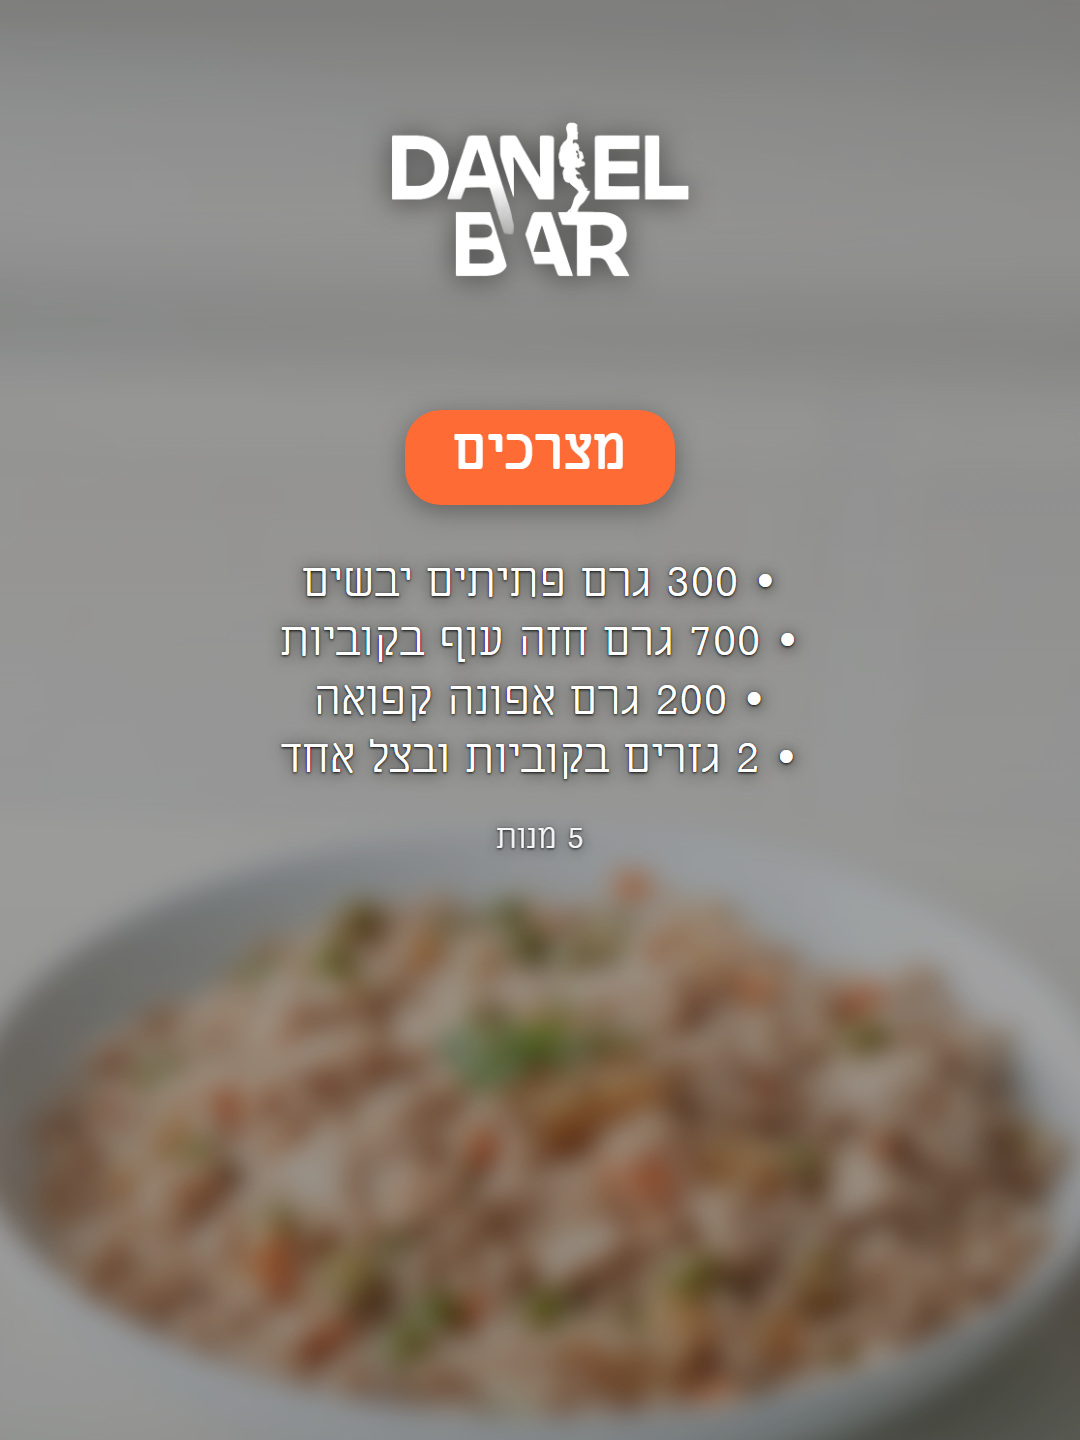 DANIEL
BAR
מצרכים
• 300 גרם פתיתים יבשים
• 700 גרם חזה עוף בקוביות
• 200 גרם אפונה קפואה
• 2 גזרים בקוביות ובצל אחד
5 מנות